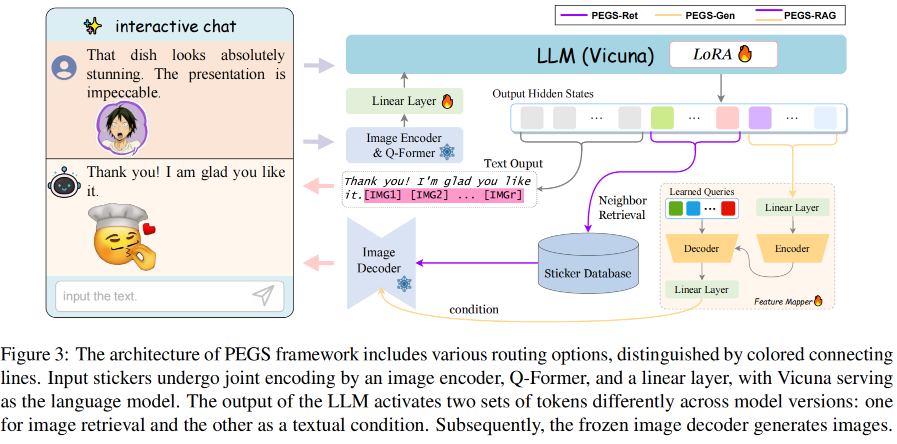 PEGS-Ret PEGS-Gen PEGS-RAG
interactive chat
That dish looks absolutely
stunning. The presentation is
impeccable.
Thank you! I am glad you like
it.
input the text.
LLM (Vicuna) LoRA
Linear Layer
Image Encoder
& Q-Former
Output Hidden States
... ... ...
Text Ouput
Thank you! I'm glad you like
it.[IMG1] [IMG2] ... [IMGr]
Neighbor
Retrieval
Image
Decoder
Sticker Database
condition
Learned Queries
...
Linear Layer
Decoder
Encoder
Linear Layer
Feature Mapper
Figure 3: The architecture of PEGS framework includes various routing options, distinguished by colored connecting
lines. Input stickers undergo joint encoding by an image encoder, Q-Former, and a linear layer, with Vicuna serving
as the language model. The output of the LLM activates two sets of tokens differently across model versions: one
for image retrieval and the other as a textual condition. Subsequently, the frozen image decoder generates images.